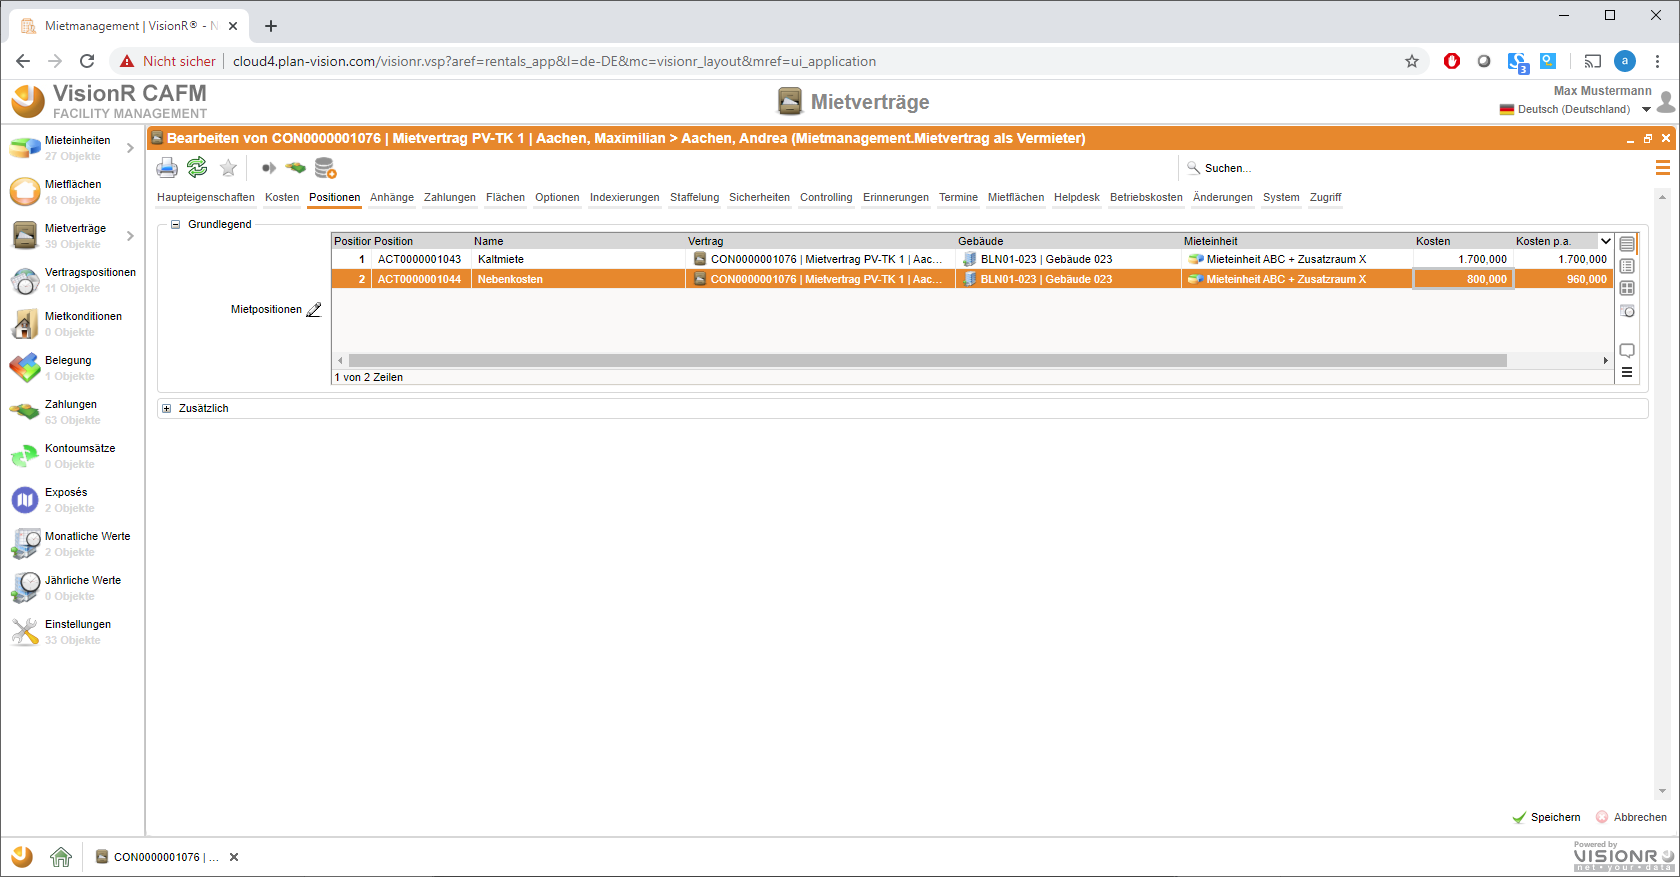 Mietmanagement | VisionR® - N
Nicht sicher | cloud4.plan-vision.com/visionr.vsp?aref=rentals_app&l=de-DE&mc=visionr_layout&mref=ui_application
3
a
VisionR CAFM
FACILITY MANAGEMENT
Mietverträge
Max Mustermann
Deutsch (Deutschland)
Mieteinheiten
27 Objekte
Mietflächen
18 Objekte
Mietverträge
39 Objekte
Vertragspositionen
11 Objekte
Mietkonditionen
0 Objekte
Belegung
1 Objekte
Zahlungen
63 Objekte
Kontoumsätze
0 Objekte
Exposés
2 Objekte
Monatliche Werte
2 Objekte
Jährliche Werte
0 Objekte
Einstellungen
33 Objekte
Bearbeiten von CON0000001076 | Mietvertrag PV-TK 1 | Aachen, Maximilian > Aachen, Andrea (Mietmanagement.Mietvertrag als Vermieter)
Suchen...
Haupteigenschaften Kosten Positionen Anhänge Zahlungen Flächen Optionen Indexierungen Staffelung Sicherheiten Controlling Erinnerungen Termine Mietflächen Helpdesk Betriebskosten Änderungen System Zugriff
Grundlegend
Mietpositionen
Position Position Name Vertrag Gebäude Mieteinheit Kosten Kosten p.a.
1 ACT0000001043 Kaltmiete CON0000001076 | Mietvertrag PV-TK 1 | Aac... BLN01-023 | Gebäude 023 Mieteinheit ABC + Zusatzraum X 1.700,000 1.700,000
2 ACT0000001044 Nebenkosten CON0000001076 | Mietvertrag PV-TK 1 | Aac... BLN01-023 | Gebäude 023 Mieteinheit ABC + Zusatzraum X 800,000 960,000
1 von 2 Zeilen
Zusätzlich
Speichern Abbrechen
CON0000001076 | ...
Powered by
VISIONR
net • your • data